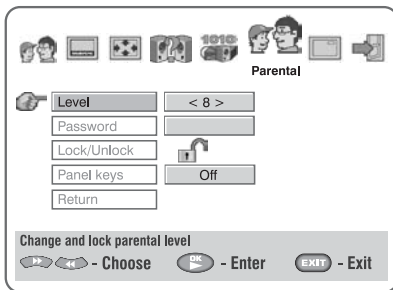 1010
Parental
Level < 8 >
Password
Lock/Unlock
Panel keys Off
Return
Change and lock parental level
- Choose OK - Enter EXIT - Exit